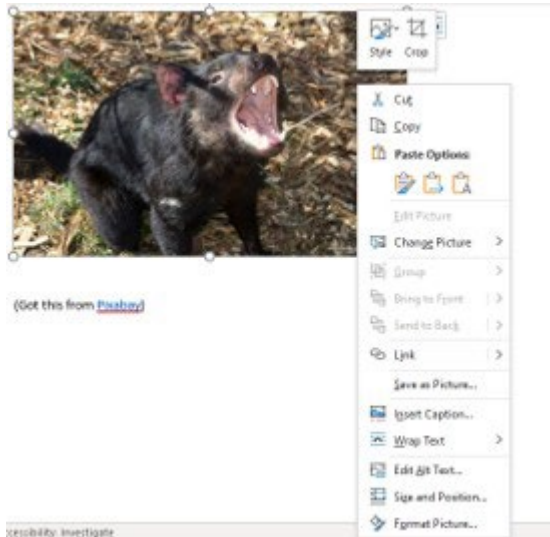 Style Crop
Cut
Copy
Paste Options:
Edit Picture
Change Picture
Group
Bring to Front
Send to Back
Link
Save as Picture...
Insert Caption...
Wrap Text
Edit Alt Text...
Size and Position...
Format Picture...
(Got this from Pixabay)
ccessibility: Investigate